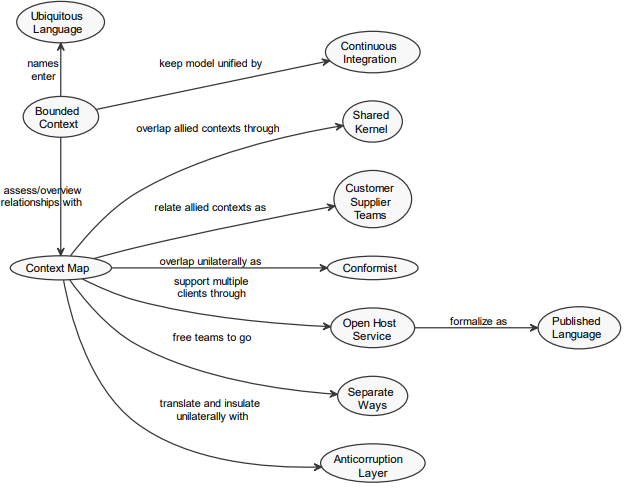 Ubiquitous
Language
names
enter
Bounded
Context
keep model unified by
Continuous
Integration
overlap allied contexts through
Shared
Kernel
assess/overview
relationships with
relate allied contexts as
Customer
Supplier
Teams
Context Map
overlap unilaterally as
Conformist
support multiple
clients through
Open Host
Service
formalize as
Published
Language
free teams to go
Separate
Ways
translate and insulate
unilaterally with
Anticorruption
Layer